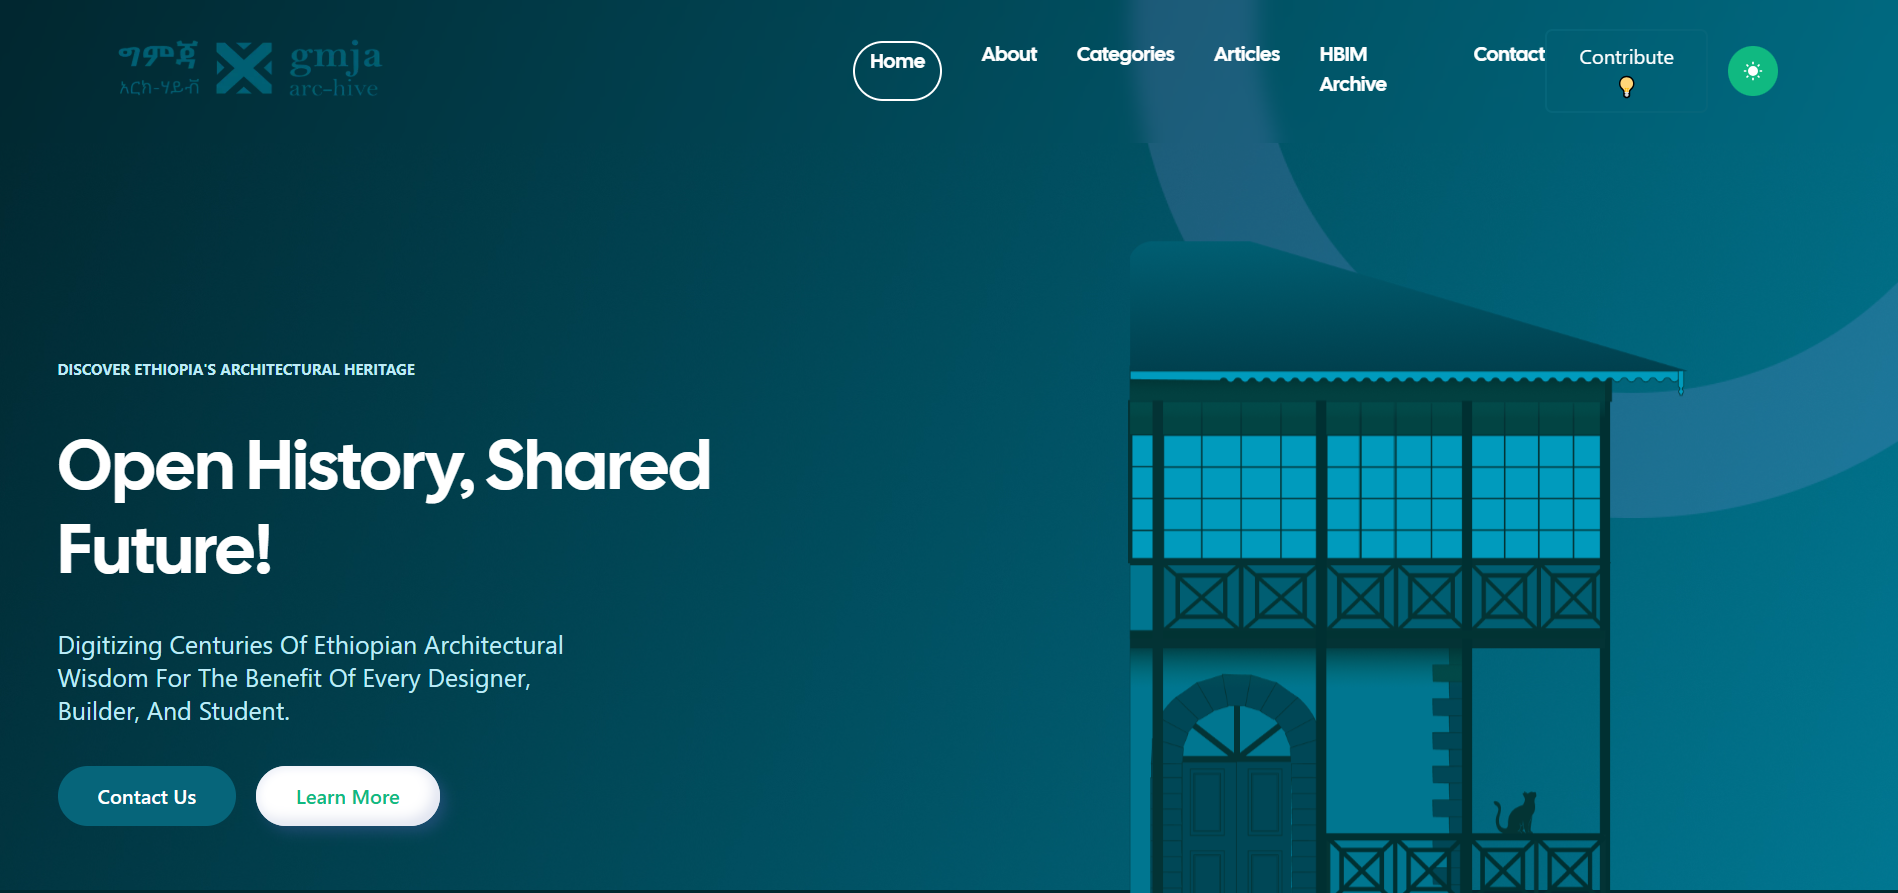 ግምጃ
አርክ-ሃይቭ
gmja
arc-hive
Home
About
Categories
Articles
HBIM
Archive
Contact
Contribute
DISCOVER ETHIOPIA'S ARCHITECTURAL HERITAGE
Open History, Shared
Future!
Digitizing Centuries Of Ethiopian Architectural
Wisdom For The Benefit Of Every Designer,
Builder, And Student.
Contact Us
Learn More